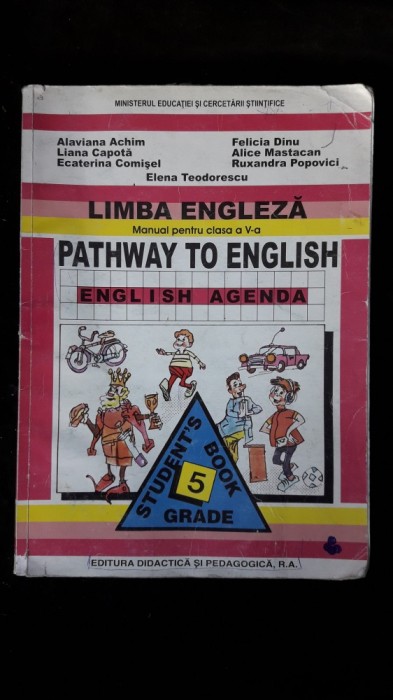 MINISTERUL EDUCAȚIEI ȘI CERCETĂRII ȘTIINȚIFICE
Alaviana Achim
Liana Capotă
Ecaterina Comișel
Felicia Dinu
Alice Mastacan
Ruxandra Popovici
Elena Teodorescu
LIMBA ENGLEZĂ
Manual pentru clasa a V-a
PATHWAY TO ENGLISH
ENGLISH AGENDA
STUDENT'S BOOK
5
GRADE
EDITURA DIDACTICĂ ȘI PEDAGOGICĂ, R.A.